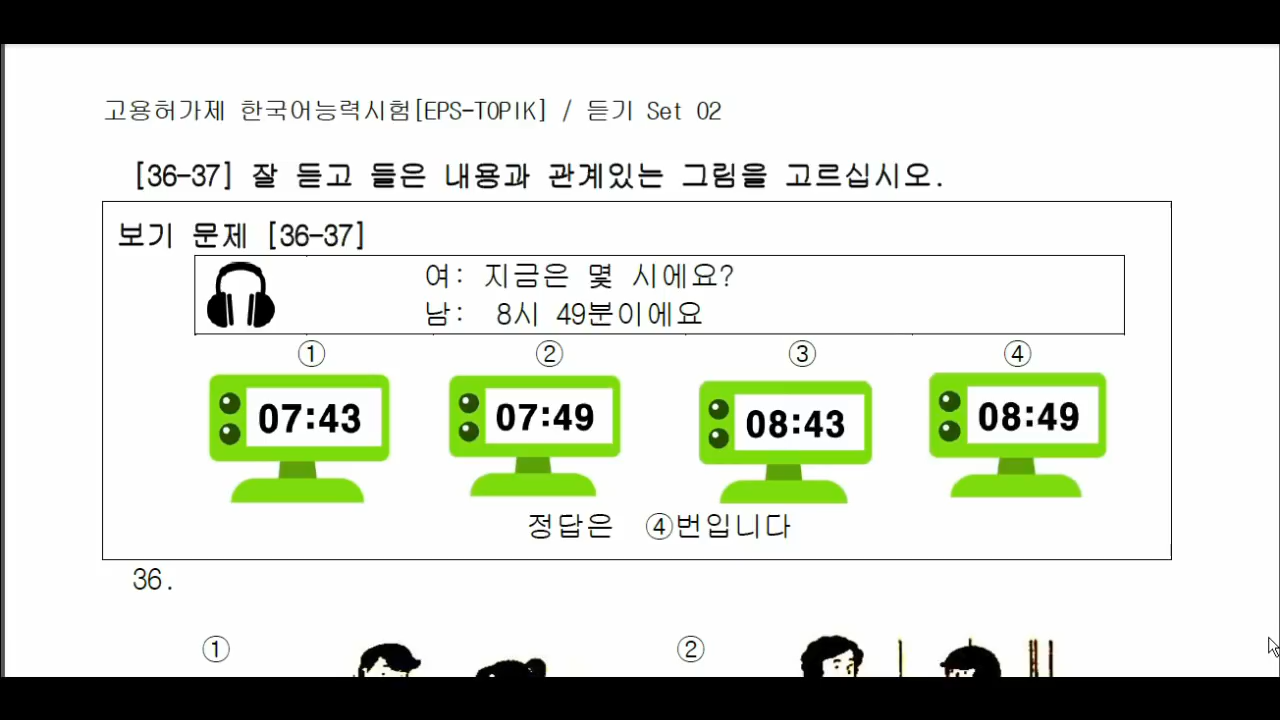 고용허가제 한국어능력시험[EPS-TOPIK] / 듣기 Set 02
[36-37] 잘 듣고 들은 내용과 관계있는 그림을 고르십시오.
보기 문제 [36-37]
여: 지금은 몇 시에요?
남: 8시 49분이에요
① ② ③ ④
07:43 07:49 08:43 08:49
정답은 ④번입니다
36.
① ②